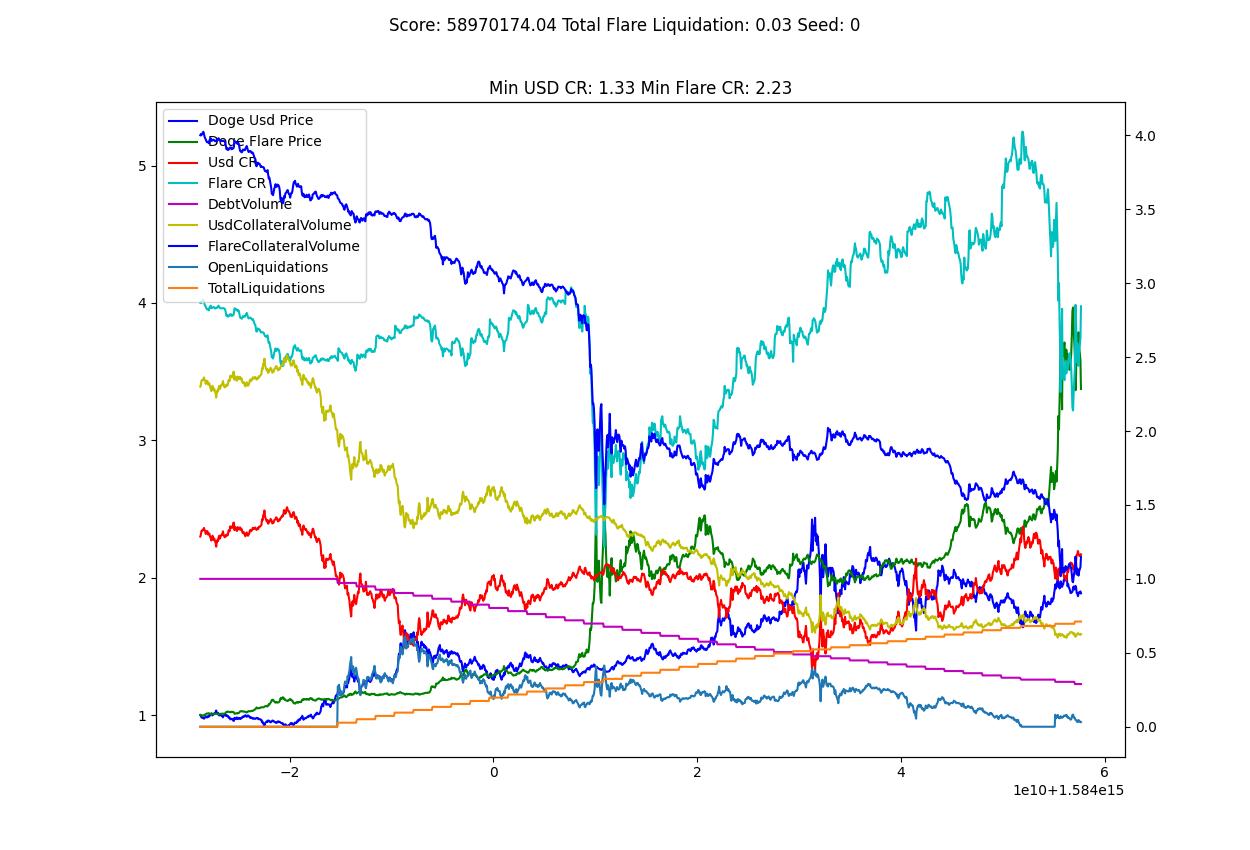 Score: 58970174.04 Total Flare Liquidation: 0.03 Seed: 0
Min USD CR: 1.33 Min Flare CR: 2.23
Doge Usd Price
Doge Flare Price
Usd CR
Flare CR
DebtVolume
UsdCollateralVolume
FlareCollateralVolume
OpenLiquidations
TotalLiquidations
5
4
3
2
1
4.0
3.5
3.0
2.5
2.0
1.5
1.0
0.5
0.0
−2
0
2
4
6
1e10+1.584e15